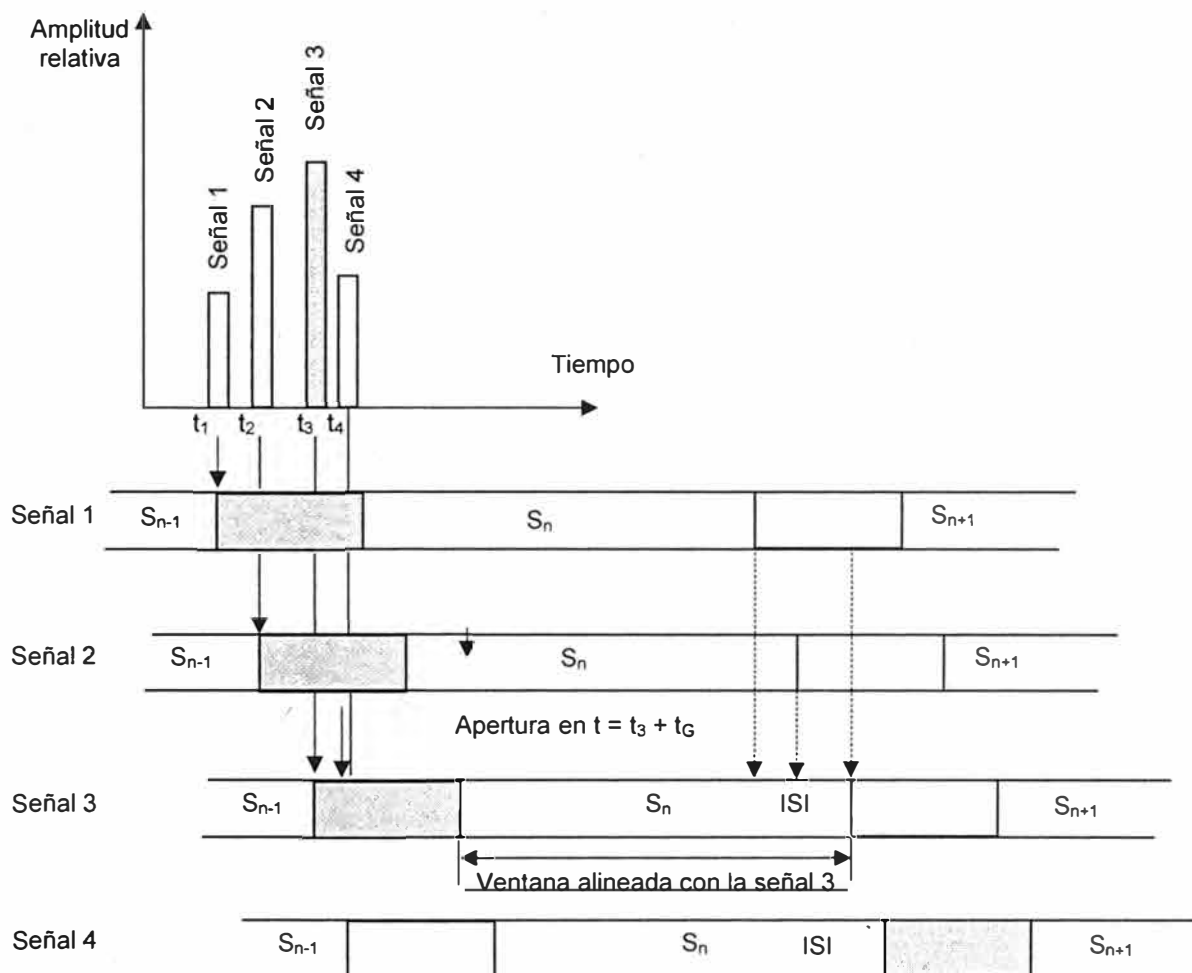 Amplitud
relativa
Señal 1
Señal 2
Señal 3
Señal 4
Tiempo
t₁ t₂ t₃ t₄
Señal 1 Sₙ₋₁ Sₙ Sₙ₊₁
Señal 2 Sₙ₋₁ Sₙ Sₙ₊₁
Apertura en t = t₃ + t_G
Señal 3 Sₙ₋₁ Sₙ ISI Sₙ₊₁
Ventana alineada con la señal 3
Señal 4 Sₙ₋₁ Sₙ ISI Sₙ₊₁